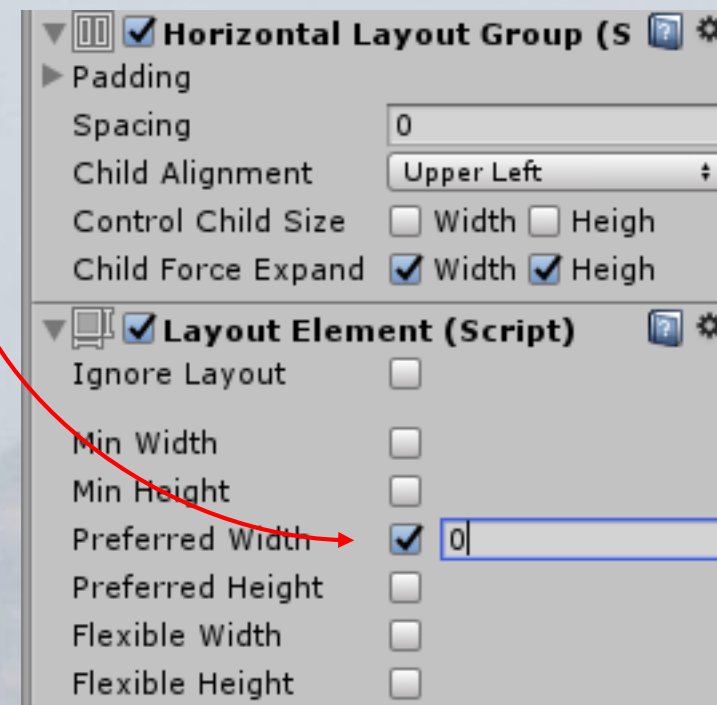 Horizontal Layout Group (S
Padding
Spacing 0
Child Alignment Upper Left
Control Child Size Width Heigh
Child Force Expand Width Heigh
Layout Element (Script)
Ignore Layout
Min Width
Min Height
Preferred Width 0
Preferred Height
Flexible Width
Flexible Height